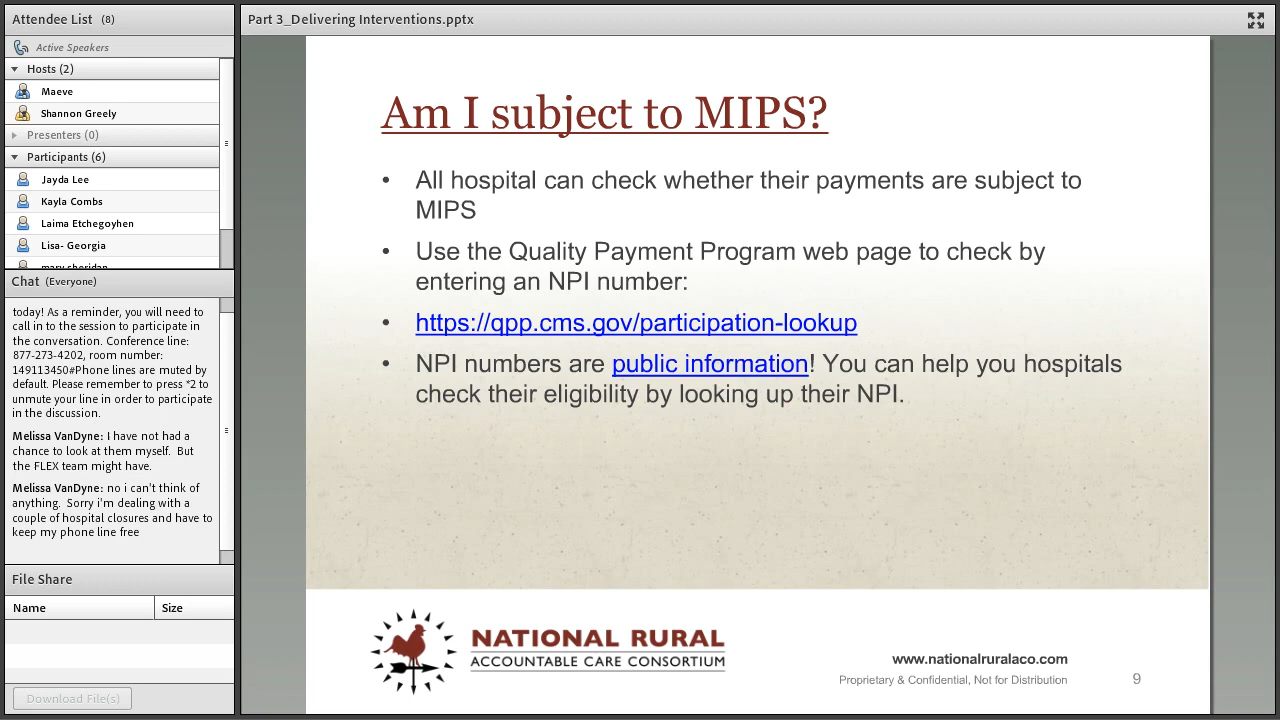 Attendee List (8)
Active Speakers
Hosts (2)
Maeve
Shannon Greely
Presenters (0)
Participants (6)
Jayda Lee
Kayla Combs
Laima Etchegoyhen
Lisa- Georgia
mary sheridan
Chat (Everyone)
today! As a reminder, you will need to
call in to the session to participate in
the conversation. Conference line:
877-273-4202, room number:
149113450#Phone lines are muted by
default. Please remember to press *2 to
unmute your line in order to participate
in the discussion.
Melissa VanDyne: I have not had a
chance to look at them myself. But
the FLEX team might have.
Melissa VanDyne: no i can't think of
anything. Sorry i'm dealing with a
couple of hospital closures and have to
keep my phone line free
File Share
Name Size
Download File(s)
Part 3_Delivering Interventions.pptx
Am I subject to MIPS?
• All hospital can check whether their payments are subject to
MIPS
• Use the Quality Payment Program web page to check by
entering an NPI number:
• https://qpp.cms.gov/participation-lookup
• NPI numbers are public information! You can help you hospitals
check their eligibility by looking up their NPI.
NATIONAL RURAL
ACCOUNTABLE CARE CONSORTIUM
www.nationalruralaco.com
Proprietary & Confidential, Not for Distribution
9